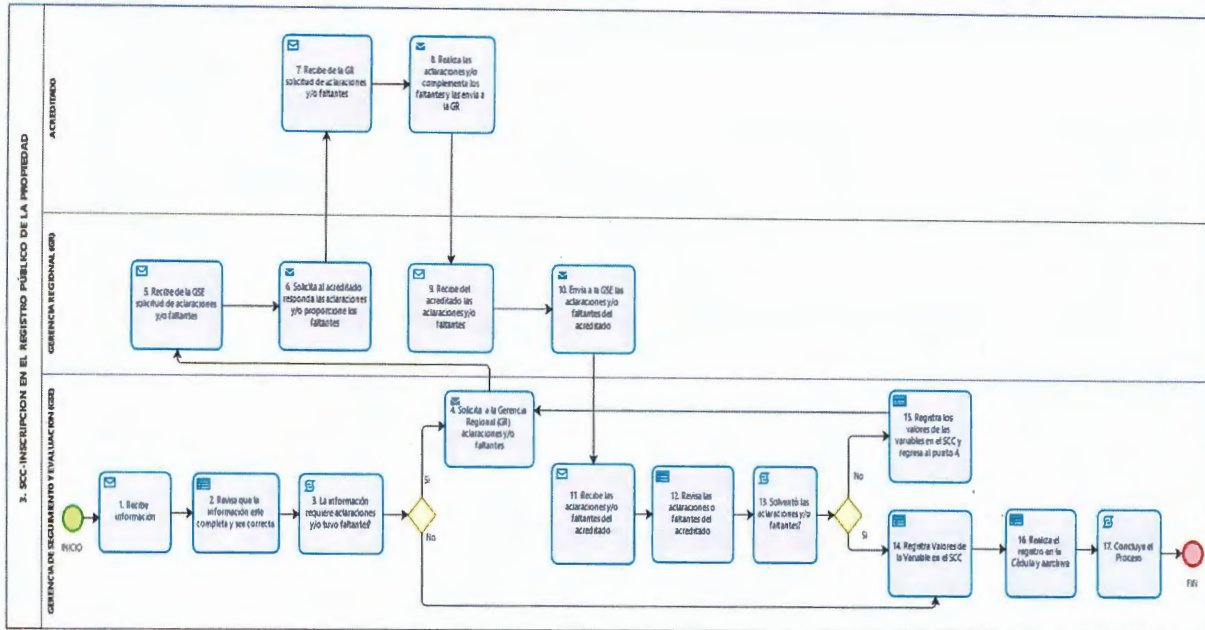 3. SCC-INSCRIPCION EN EL REGISTRO PÚBLICO DE LA PROPIEDAD
ACREDITADO
7. Recibe de la GR
solicitud de aclaraciones
y/o faltantes
8. Realiza las
aclaraciones y/o
complementa los
faltantes y las envía a
la GR
GERENCIA REGIONAL (GR)
5. Recibe de la GSE
solicitud de aclaraciones
y/o faltantes
6. Solicita al acreditado
responda las aclaraciones
y/o proporcione los
faltantes
9. Recibe del
acreditado las
aclaraciones y/o
faltantes
10. Envía a la GSE las
aclaraciones y/o
faltantes del
acreditado
GERENCIA DE SEGUIMIENTO Y EVALUACION (GSE)
INICIO
1. Recibe
información
2. Revisa que la
información este
completa y sea correcta
3. La información
requiere aclaraciones
y/o tuvo faltantes?
Si
No
4. Solicita a la Gerencia
Regional (GR)
aclaraciones y/o
faltantes
11. Recibe las
aclaraciones y/o
faltantes del
acreditado
12. Revisa las
aclaraciones o
faltantes del
acreditado
13. Solventó las
aclaraciones y/o
faltantes?
No
Si
15. Registra los
valores de las
variables en el SCC y
regresa al punto 4.
14. Registra Valores de
la Variable en el SCC
16. Realiza el
registro en la
Cédula y
17. Concluye el
Proceso
FIN